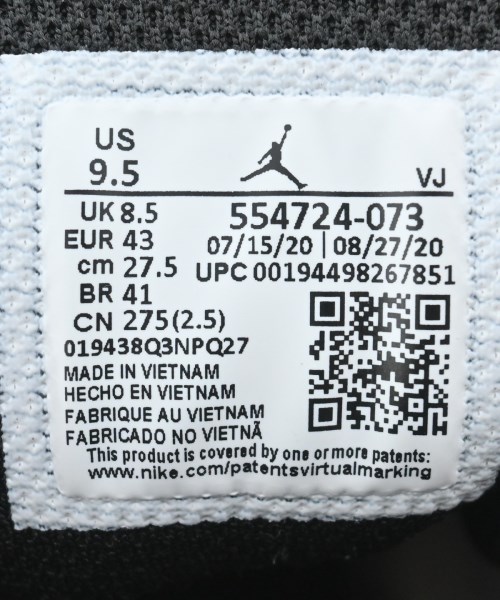 US
9.5
VJ
UK 8.5
EUR 43
cm 27.5
BR 41
CN 275(2.5)
554724-073
07/15/20 | 08/27/20
UPC 00194498267851
019438Q3NPQ27
MADE IN VIETNAM
HECHO EN VIETNAM
FABRIQUE AU VIETNAM
FABRICADO NO VIETNÃ
This product is covered by one or more patents:
www.nike.com/patentsvirtualmarking